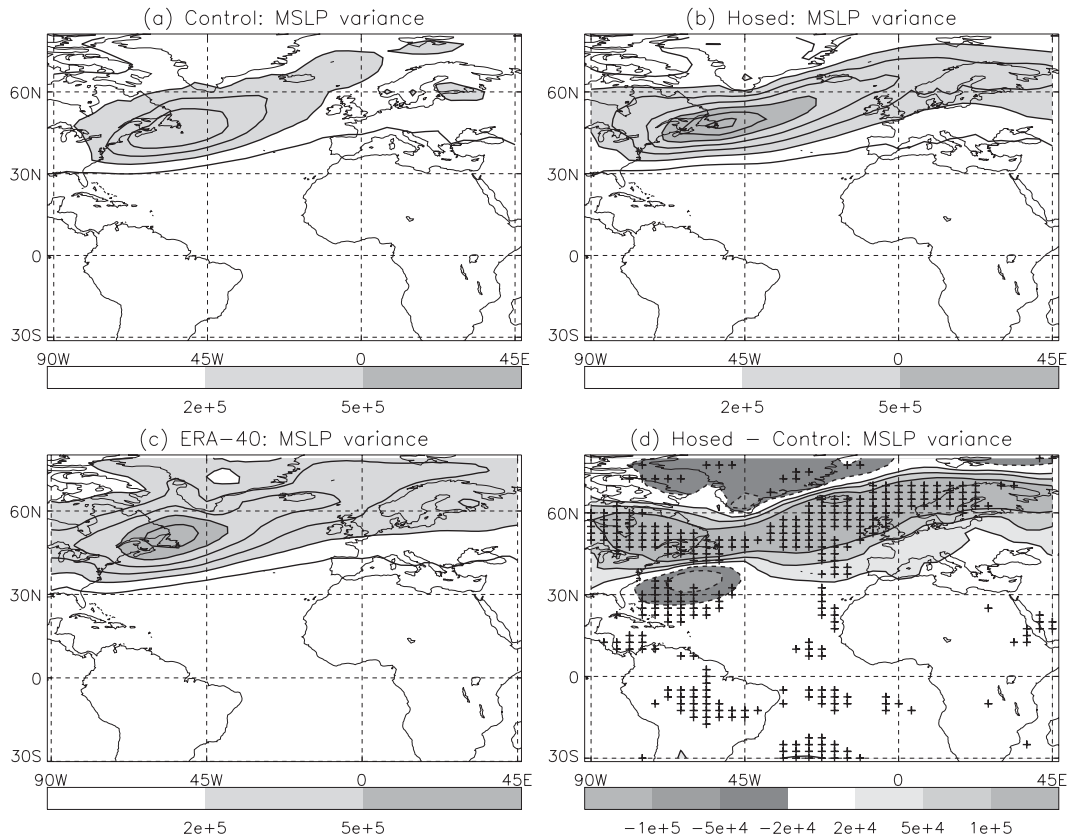 (a) Control: MSLP variance
60N
30N
0
30S
90W 45W 0 45E
2e+5 5e+5
(b) Hosed: MSLP variance
60N
30N
0
30S
90W 45W 0 45E
2e+5 5e+5
(c) ERA-40: MSLP variance
60N
30N
0
30S
90W 45W 0 45E
2e+5 5e+5
(d) Hosed - Control: MSLP variance
60N
30N
0
30S
90W 45W 0 45E
-1e+5 -5e+4 -2e+4 2e+4 5e+4 1e+5